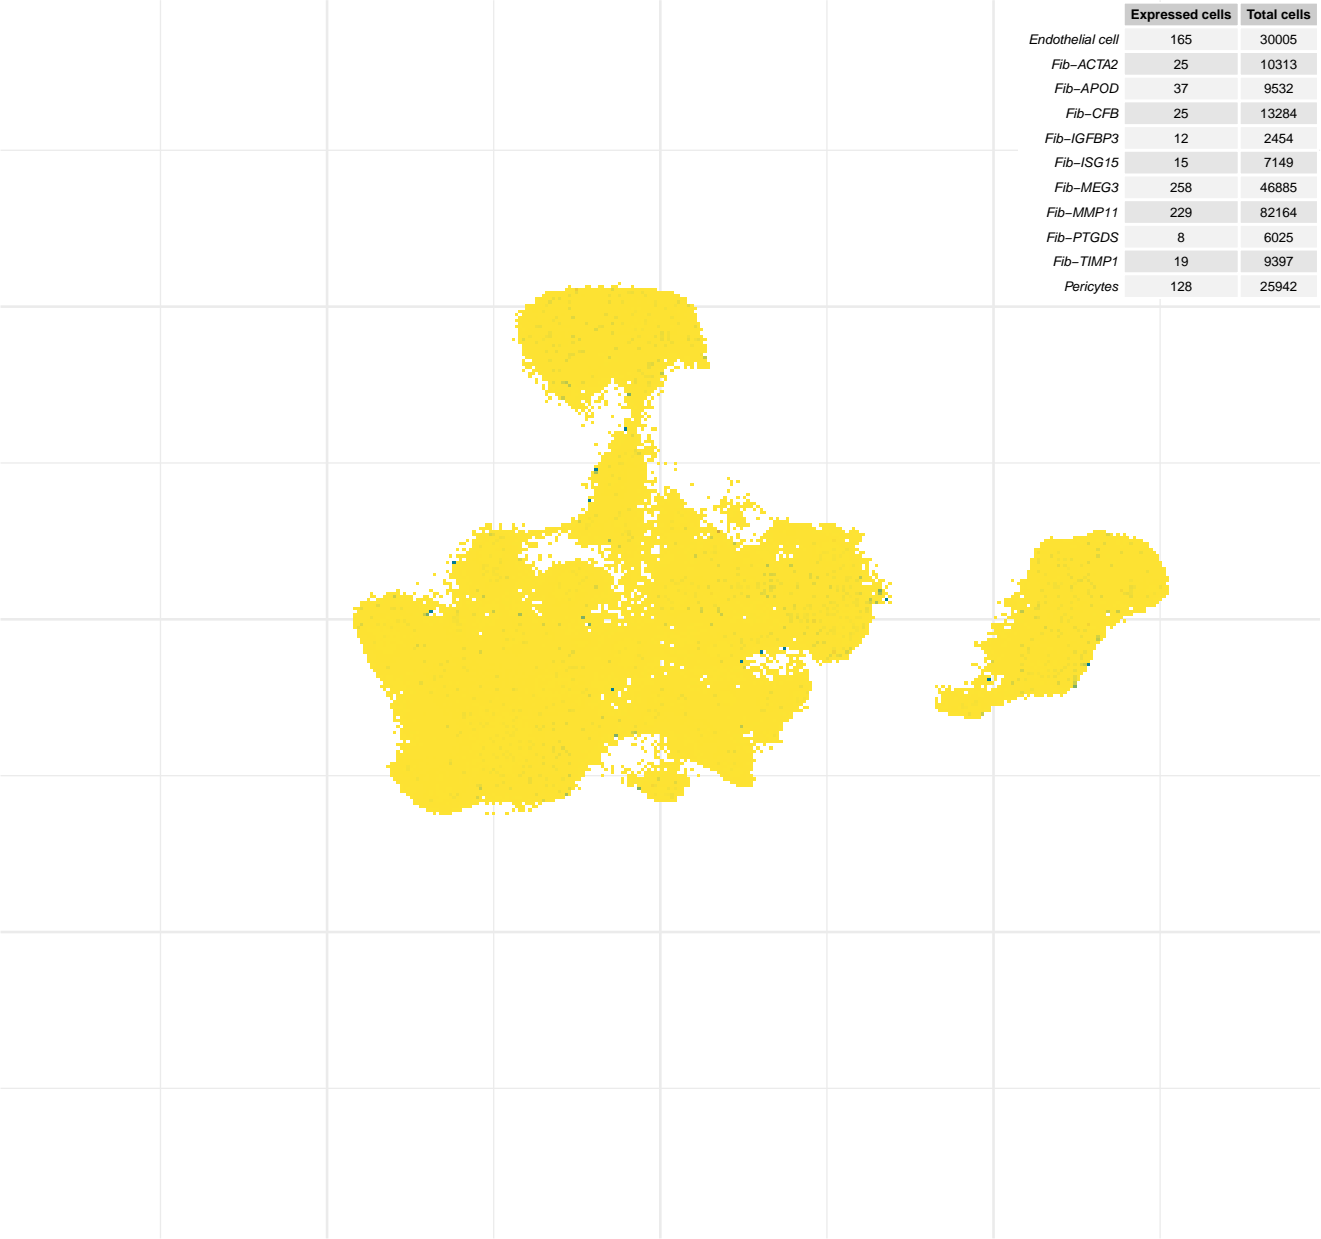 Expressed cells Total cells
Endothelial cell 165 30005
Fib−ACTA2 25 10313
Fib−APOD 37 9532
Fib−CFB 25 13284
Fib−IGFBP3 12 2454
Fib−ISG15 15 7149
Fib−MEG3 258 46885
Fib−MMP11 229 82164
Fib−PTGDS 8 6025
Fib−TIMP1 19 9397
Pericytes 128 25942